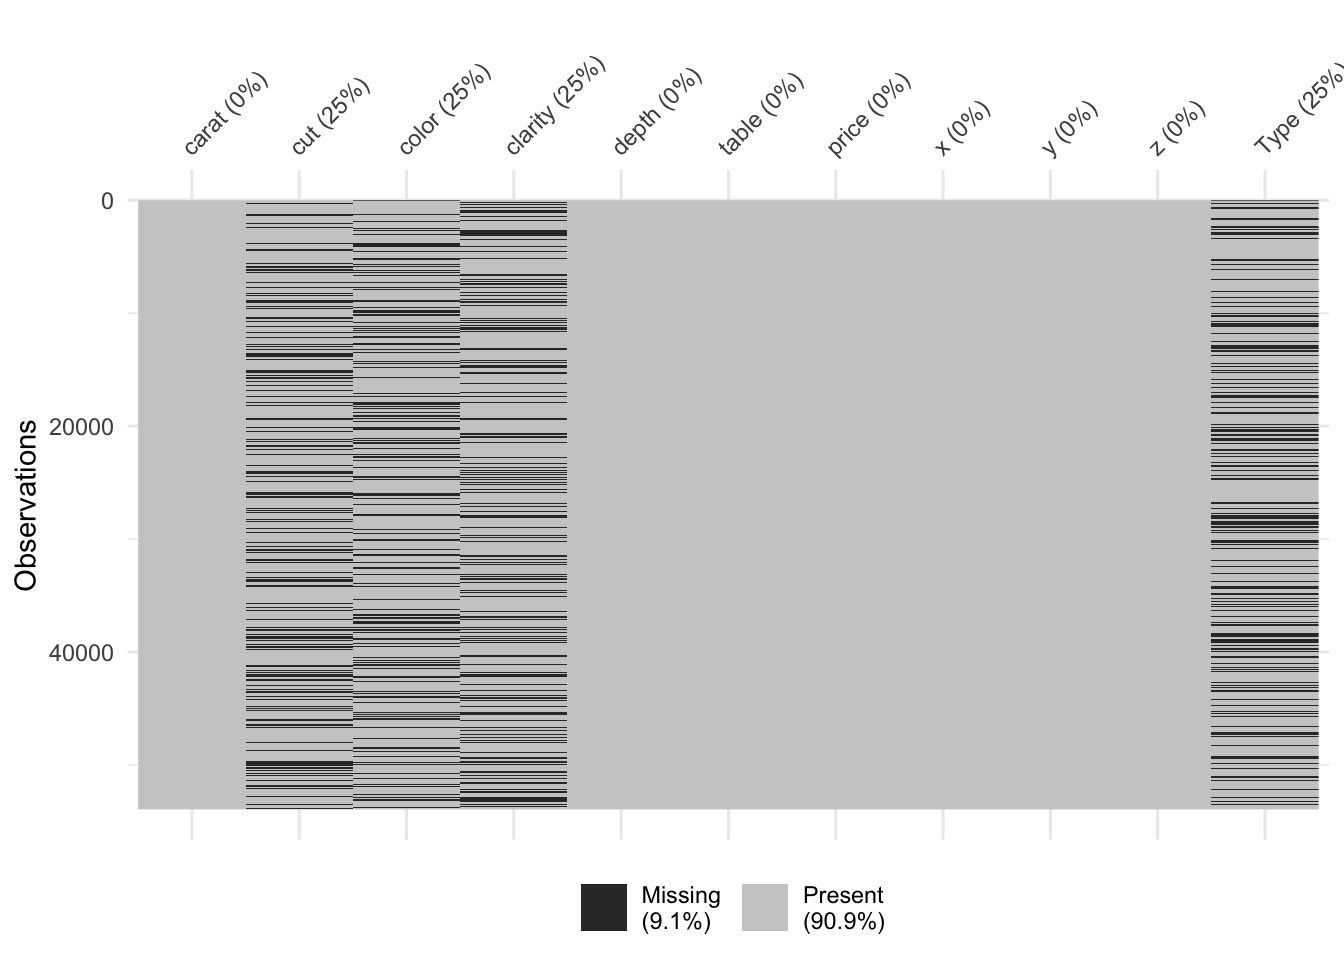 carat (0%)
cut (25%)
color (25%)
clarity (25%)
depth (0%)
table (0%)
price (0%)
x (0%)
y (0%)
z (0%)
Type (25%
0
20000
40000
Observations
Missing
(9.1%)
Present
(90.9%)